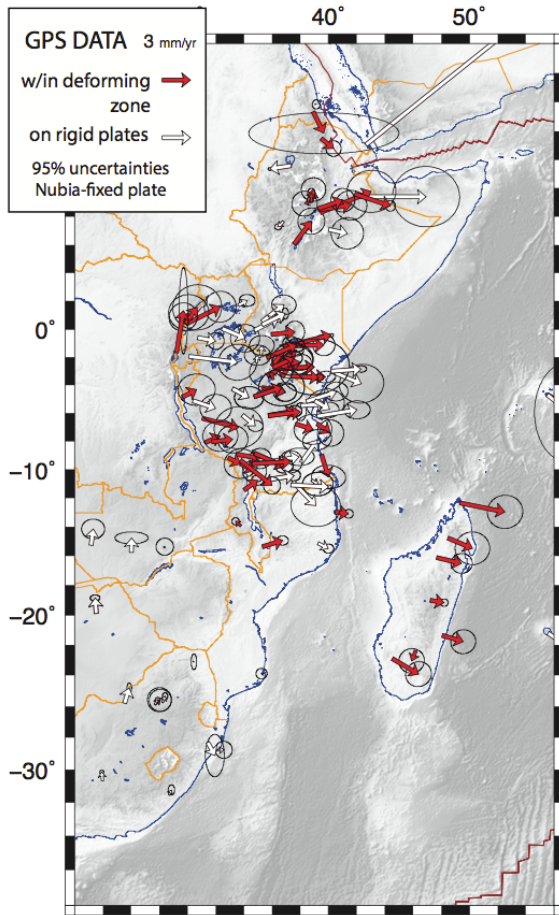 40° 50°
GPS DATA 3 mm/yr
w/in deforming
zone
on rigid plates
95% uncertainties
Nubia-fixed plate
0°
−10°
−20°
−30°